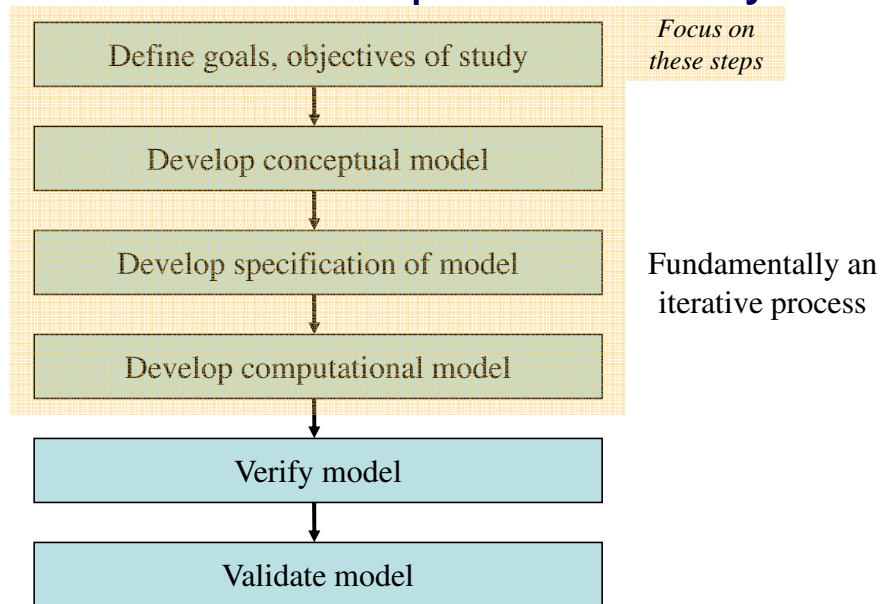 Define goals, objectives of study
Focus on
these steps
Develop conceptual model
Develop specification of model
Fundamentally an
iterative process
Develop computational model
Verify model
Validate model